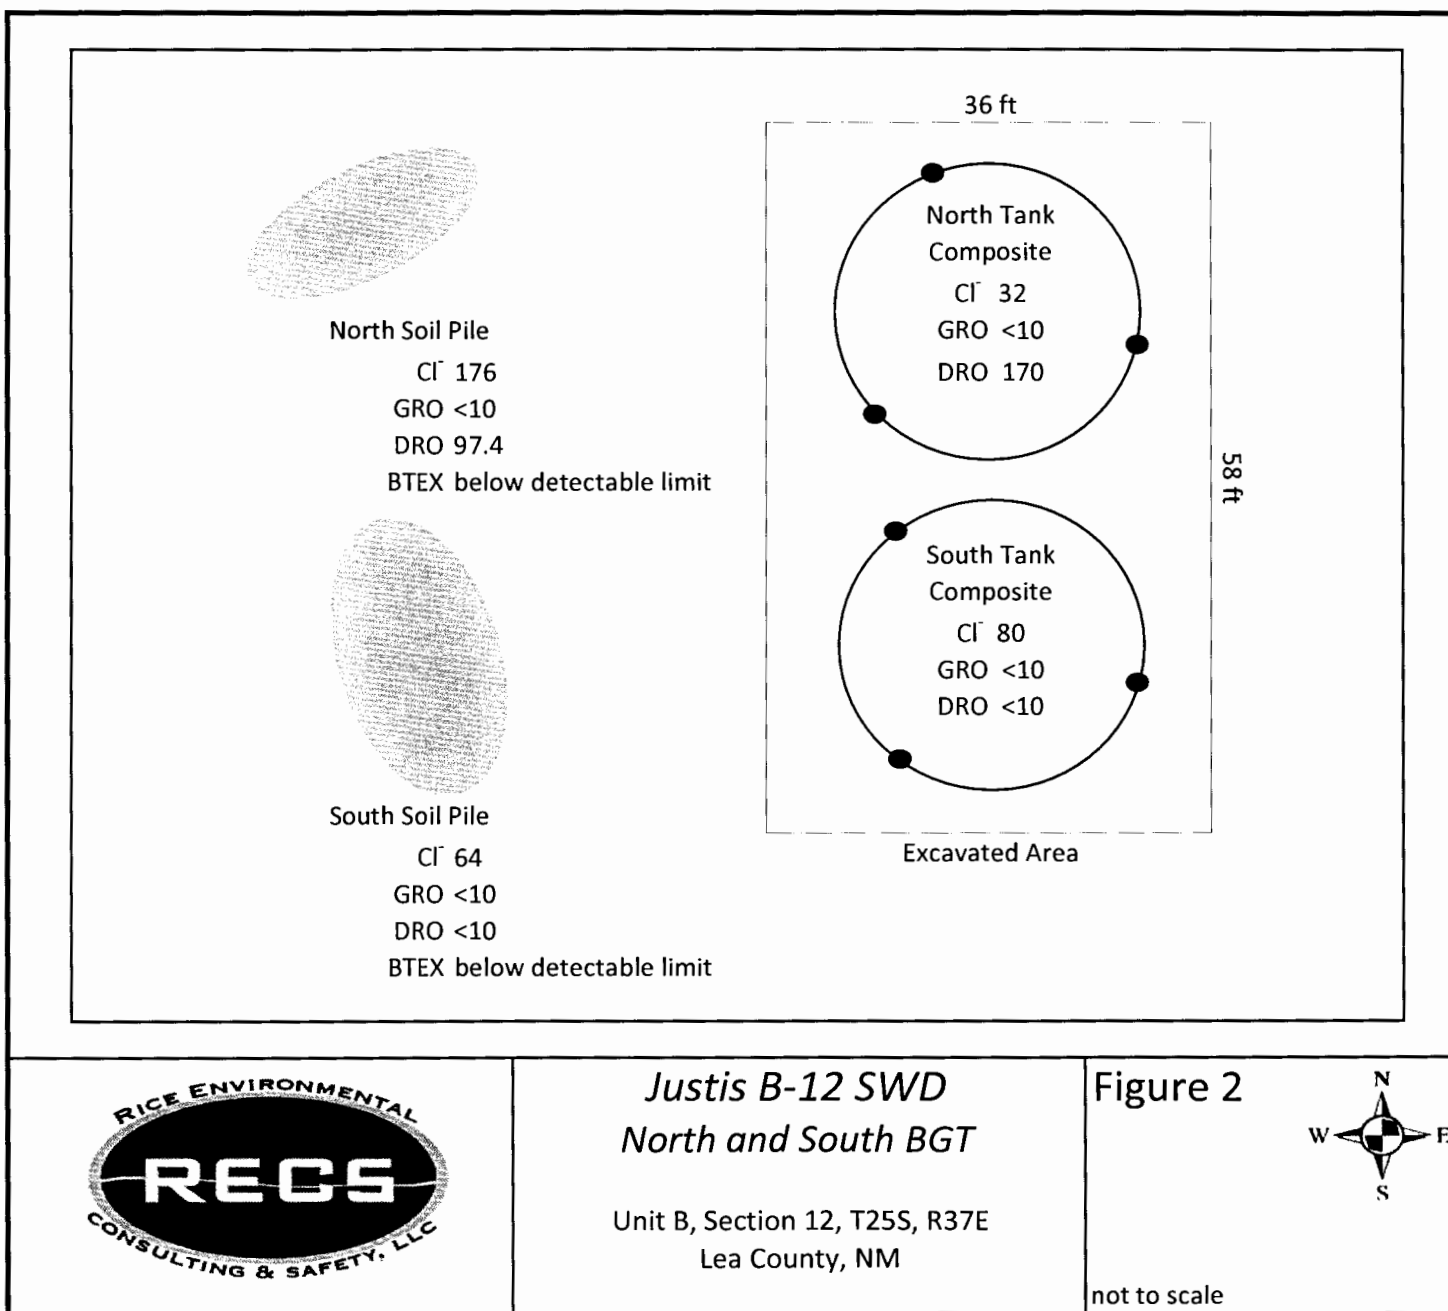 36 ft
North Tank
Composite
Cl⁻ 32
GRO <10
DRO 170
North Soil Pile
Cl⁻ 176
GRO <10
DRO 97.4
BTEX below detectable limit
58 ft
South Tank
Composite
Cl⁻ 80
GRO <10
DRO <10
South Soil Pile
Cl⁻ 64
GRO <10
DRO <10
BTEX below detectable limit
Excavated Area
RICE ENVIRONMENTAL
RECS
CONSULTING & SAFETY, LLC
Justis B-12 SWD
North and South BGT
Unit B, Section 12, T25S, R37E
Lea County, NM
Figure 2
N
W E
S
not to scale